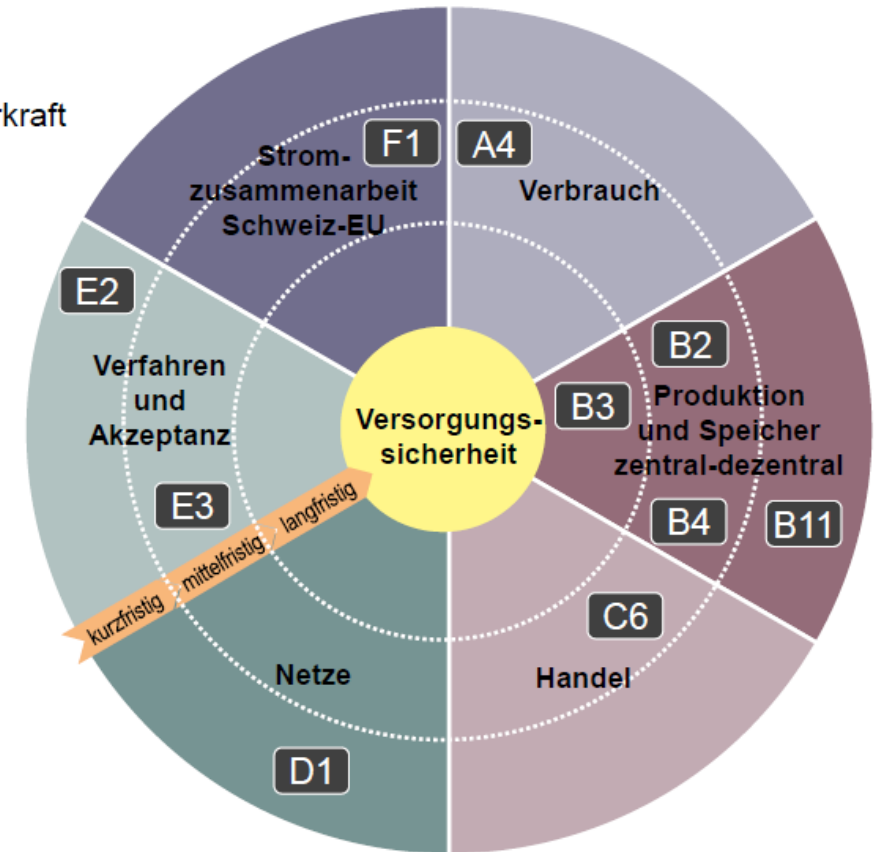 rkraft
F1
A4
Strom-
zusammenarbeit
Schweiz-EU
Verbrauch
E2
Verfahren
und
Akzeptanz
B2
B3
Produktion
und Speicher
zentral-dezentral
Versorgungs-
sicherheit
E3
B4
B11
kurzfristig
mittelfristig
langfristig
C6
Netze
Handel
D1